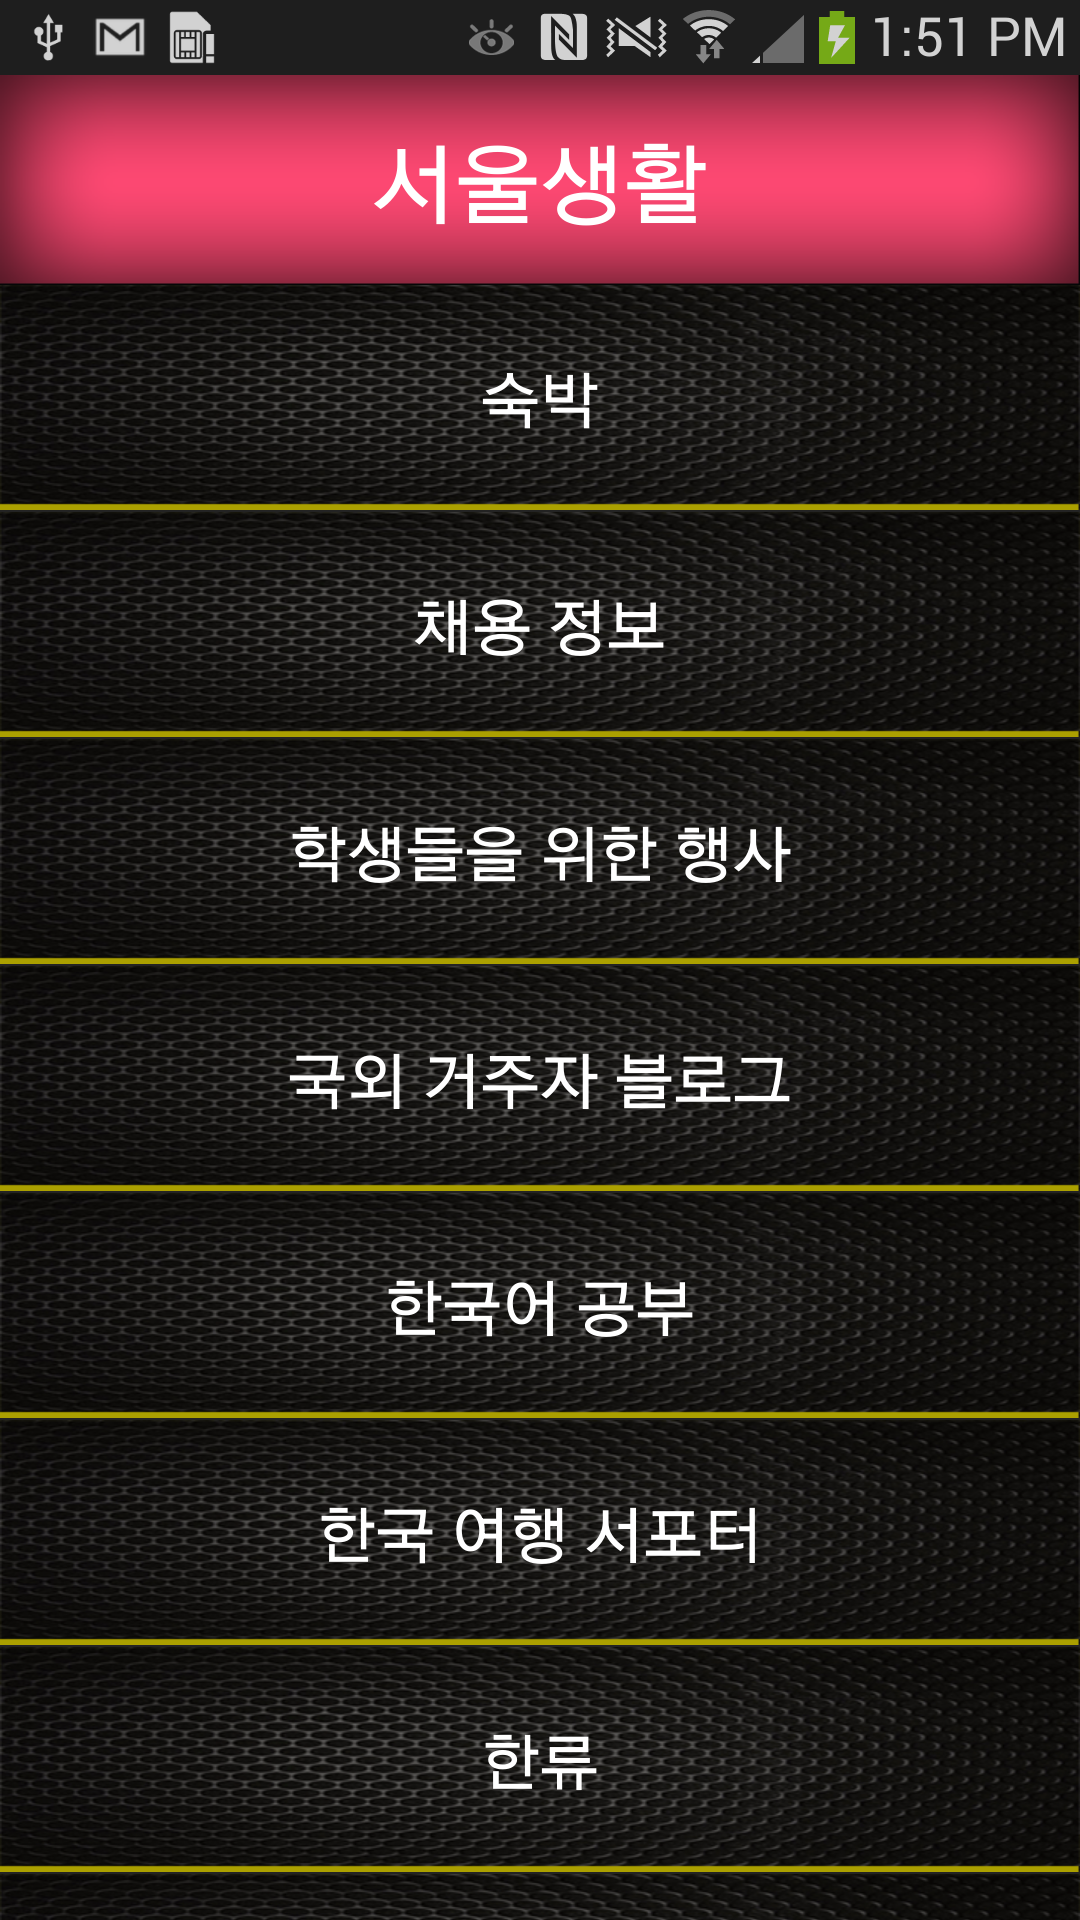 1:51 PM
서울생활
숙박
채용 정보
학생들을 위한 행사
국외 거주자 블로그
한국어 공부
한국 여행 서포터
한류